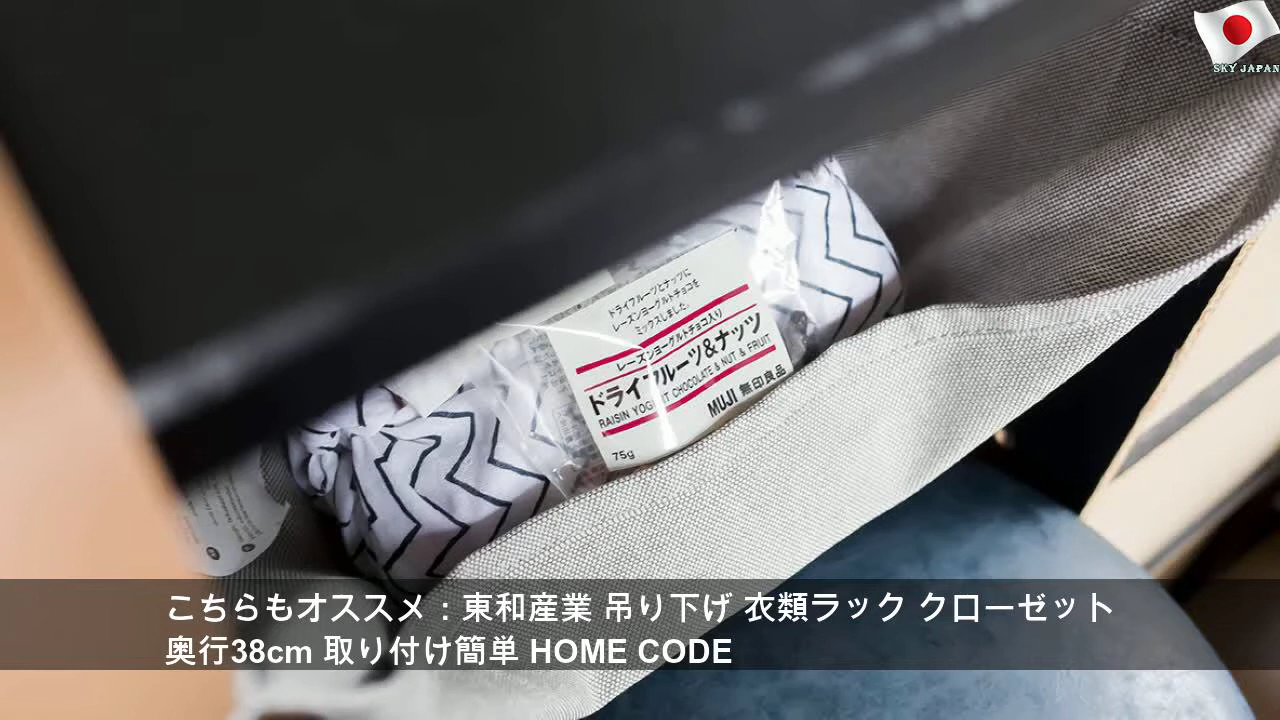 SKY JAPAN
ドライフルーツとナッツに
レーズンヨーグルトチョコを
ミックスしました。
レーズンヨーグルトチョコ入り
ドライフルーツ&ナッツ
RAISIN YOGURT CHOCOLATE & NUT & FRUIT
MUJI 無印良品
75g
こちらもオススメ：東和産業 吊り下げ 衣類ラック クローゼット
奥行38cm 取り付け簡単 HOME CODE